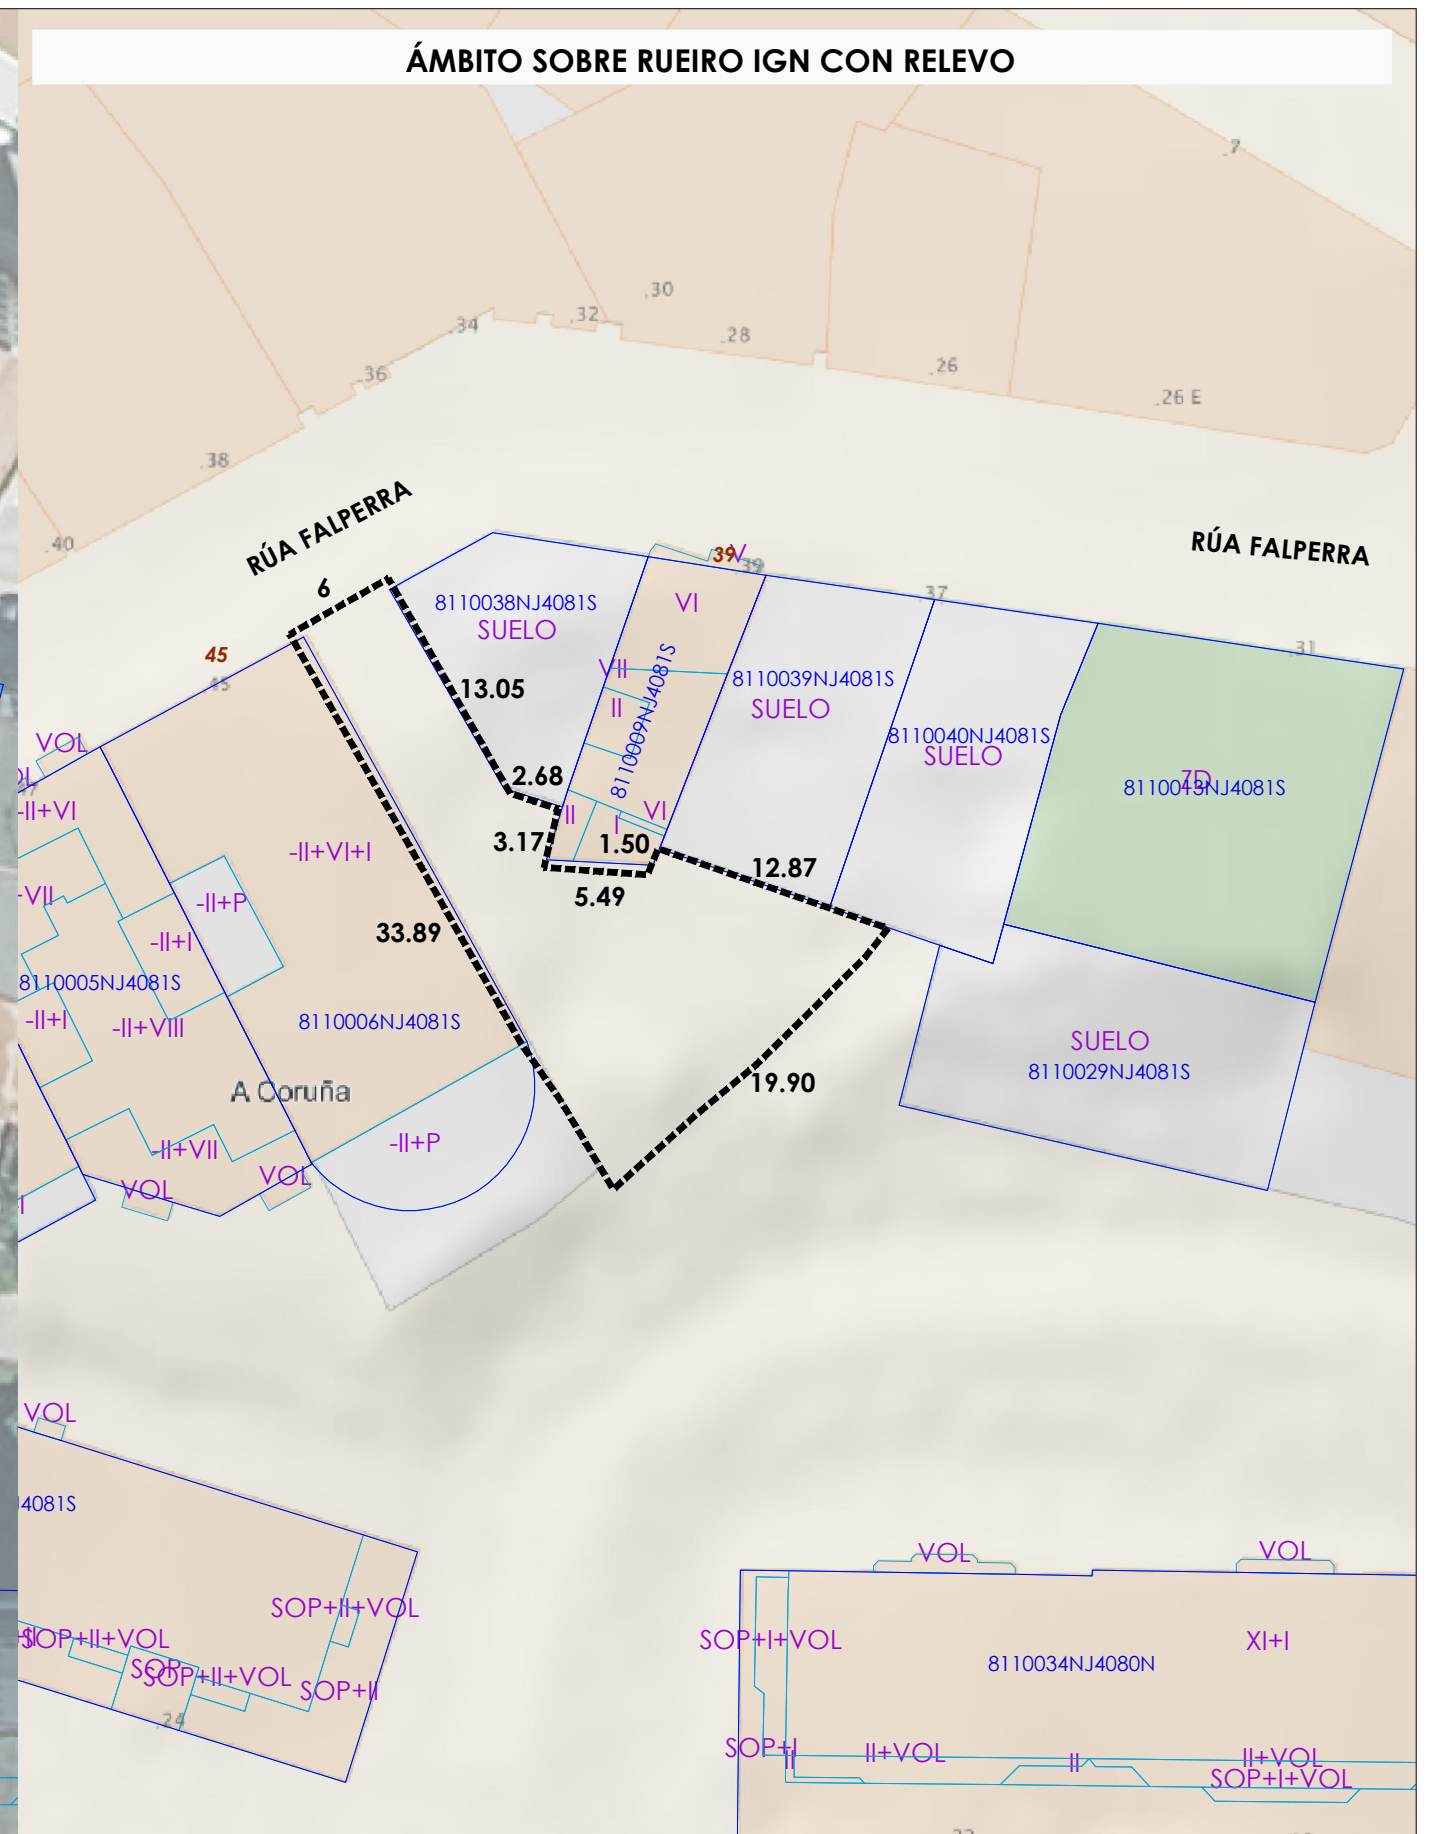 ÁMBITO SOBRE RUEIRO IGN CON RELEVO
7
30
32
34
28
36
26
26 E
38
40
RÚA FALPERRA
RÚA FALPERRA
6
39
V
39
37
31
45
45
8110038NJ4081S
SUELO
VI
VII
II
8110009NJ4081S
8110039NJ4081S
SUELO
8110040NJ4081S
SUELO
ZD
8110043NJ4081S
13.05
2.68
3.17
II
I
VI
1.50
5.49
12.87
VOL
-II+VI
-II+VI+I
-II+P
-II+I
33.89
8110005NJ4081S
-II+I
-II+VIII
8110006NJ4081S
SUELO
8110029NJ4081S
19.90
A Coruña
-II+P
-II+VII
VOL
VOL
VOL
4081S
SOP+II+VOL
SOP+II+VOL
SOP
SOP+II+VOL
SOP+II
24
VOL
VOL
SOP+I+VOL
XI+I
8110034NJ4080N
SOP+I
II
II+VOL
II
II+VOL
SOP+I+VOL